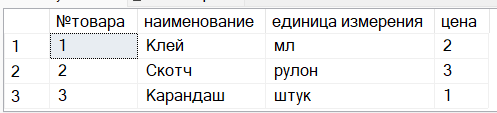 №товара наименование единица измерения цена
1 1 Клей мл 2
2 2 Скотч рулон 3
3 3 Карандаш штук 1